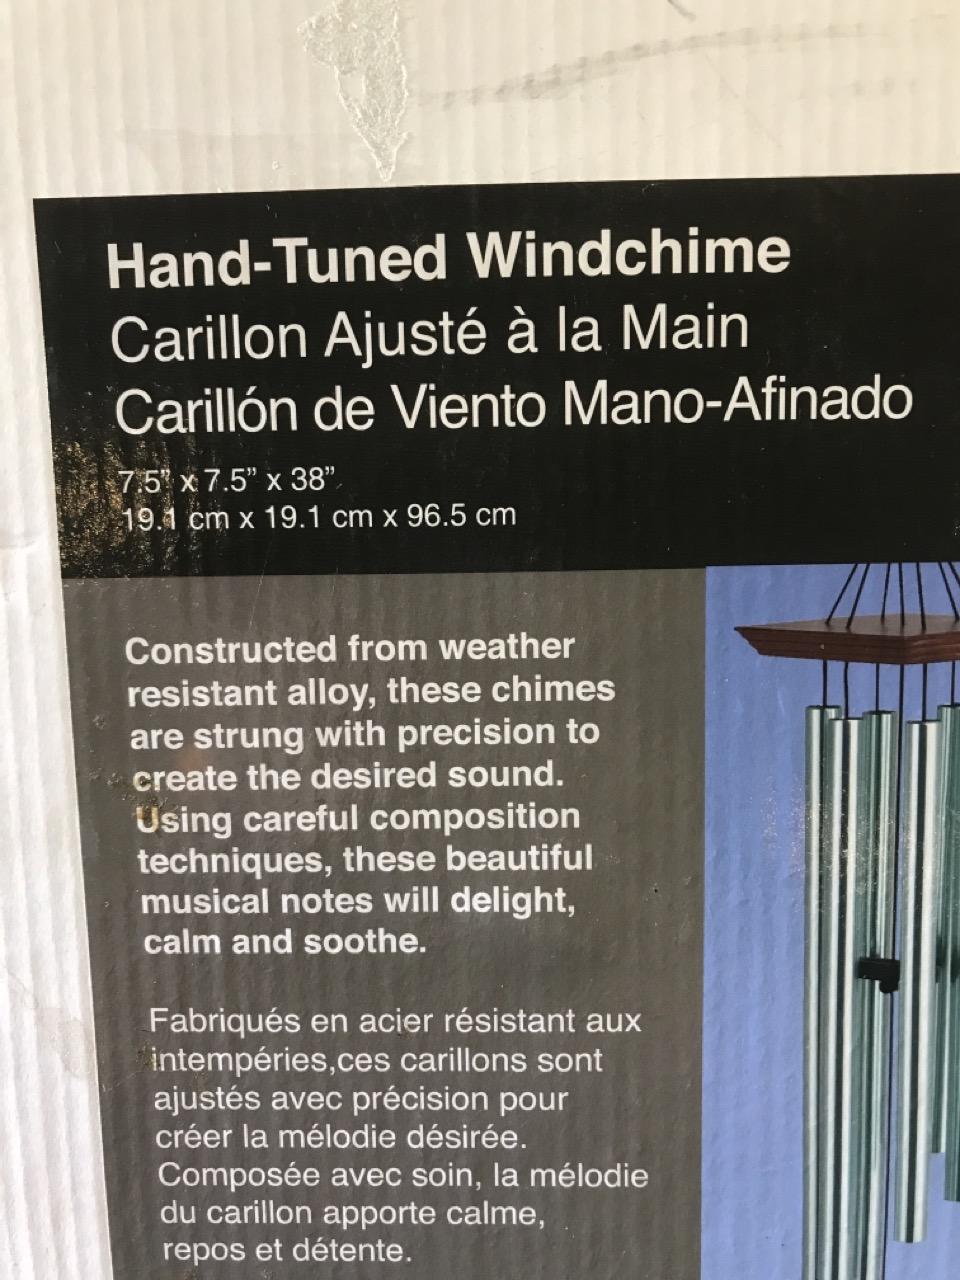 Hand-Tuned Windchime
Carillon Ajusté à la Main
Carillón de Viento Mano-Afinado
7.5” x 7.5” x 38”
19.1 cm x 19.1 cm x 96.5 cm
Constructed from weather
resistant alloy, these chimes
are strung with precision to
create the desired sound.
Using careful composition
techniques, these beautiful
musical notes will delight,
calm and soothe.
Fabriqués en acier résistant aux
intempéries,ces carillons sont
ajustés avec précision pour
créer la mélodie désirée.
Composée avec soin, la mélodie
du carillon apporte calme,
repos et détente.